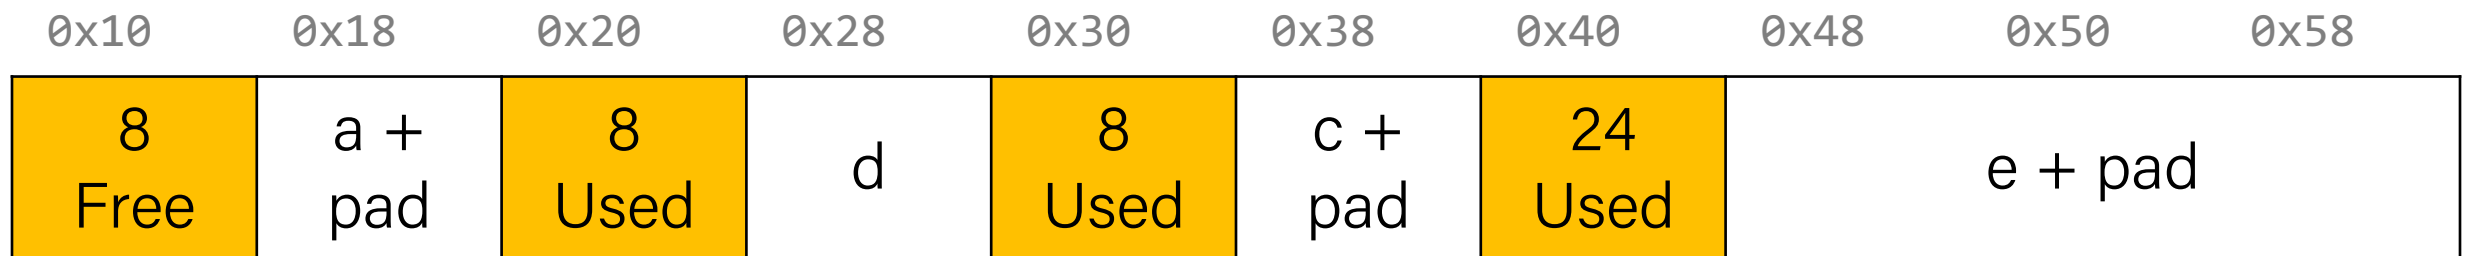 0x10 0x18 0x20 0x28 0x30 0x38 0x40 0x48 0x50 0x58
8
Free
a +
pad
8
Used
d
8
Used
c +
pad
24
Used
e + pad